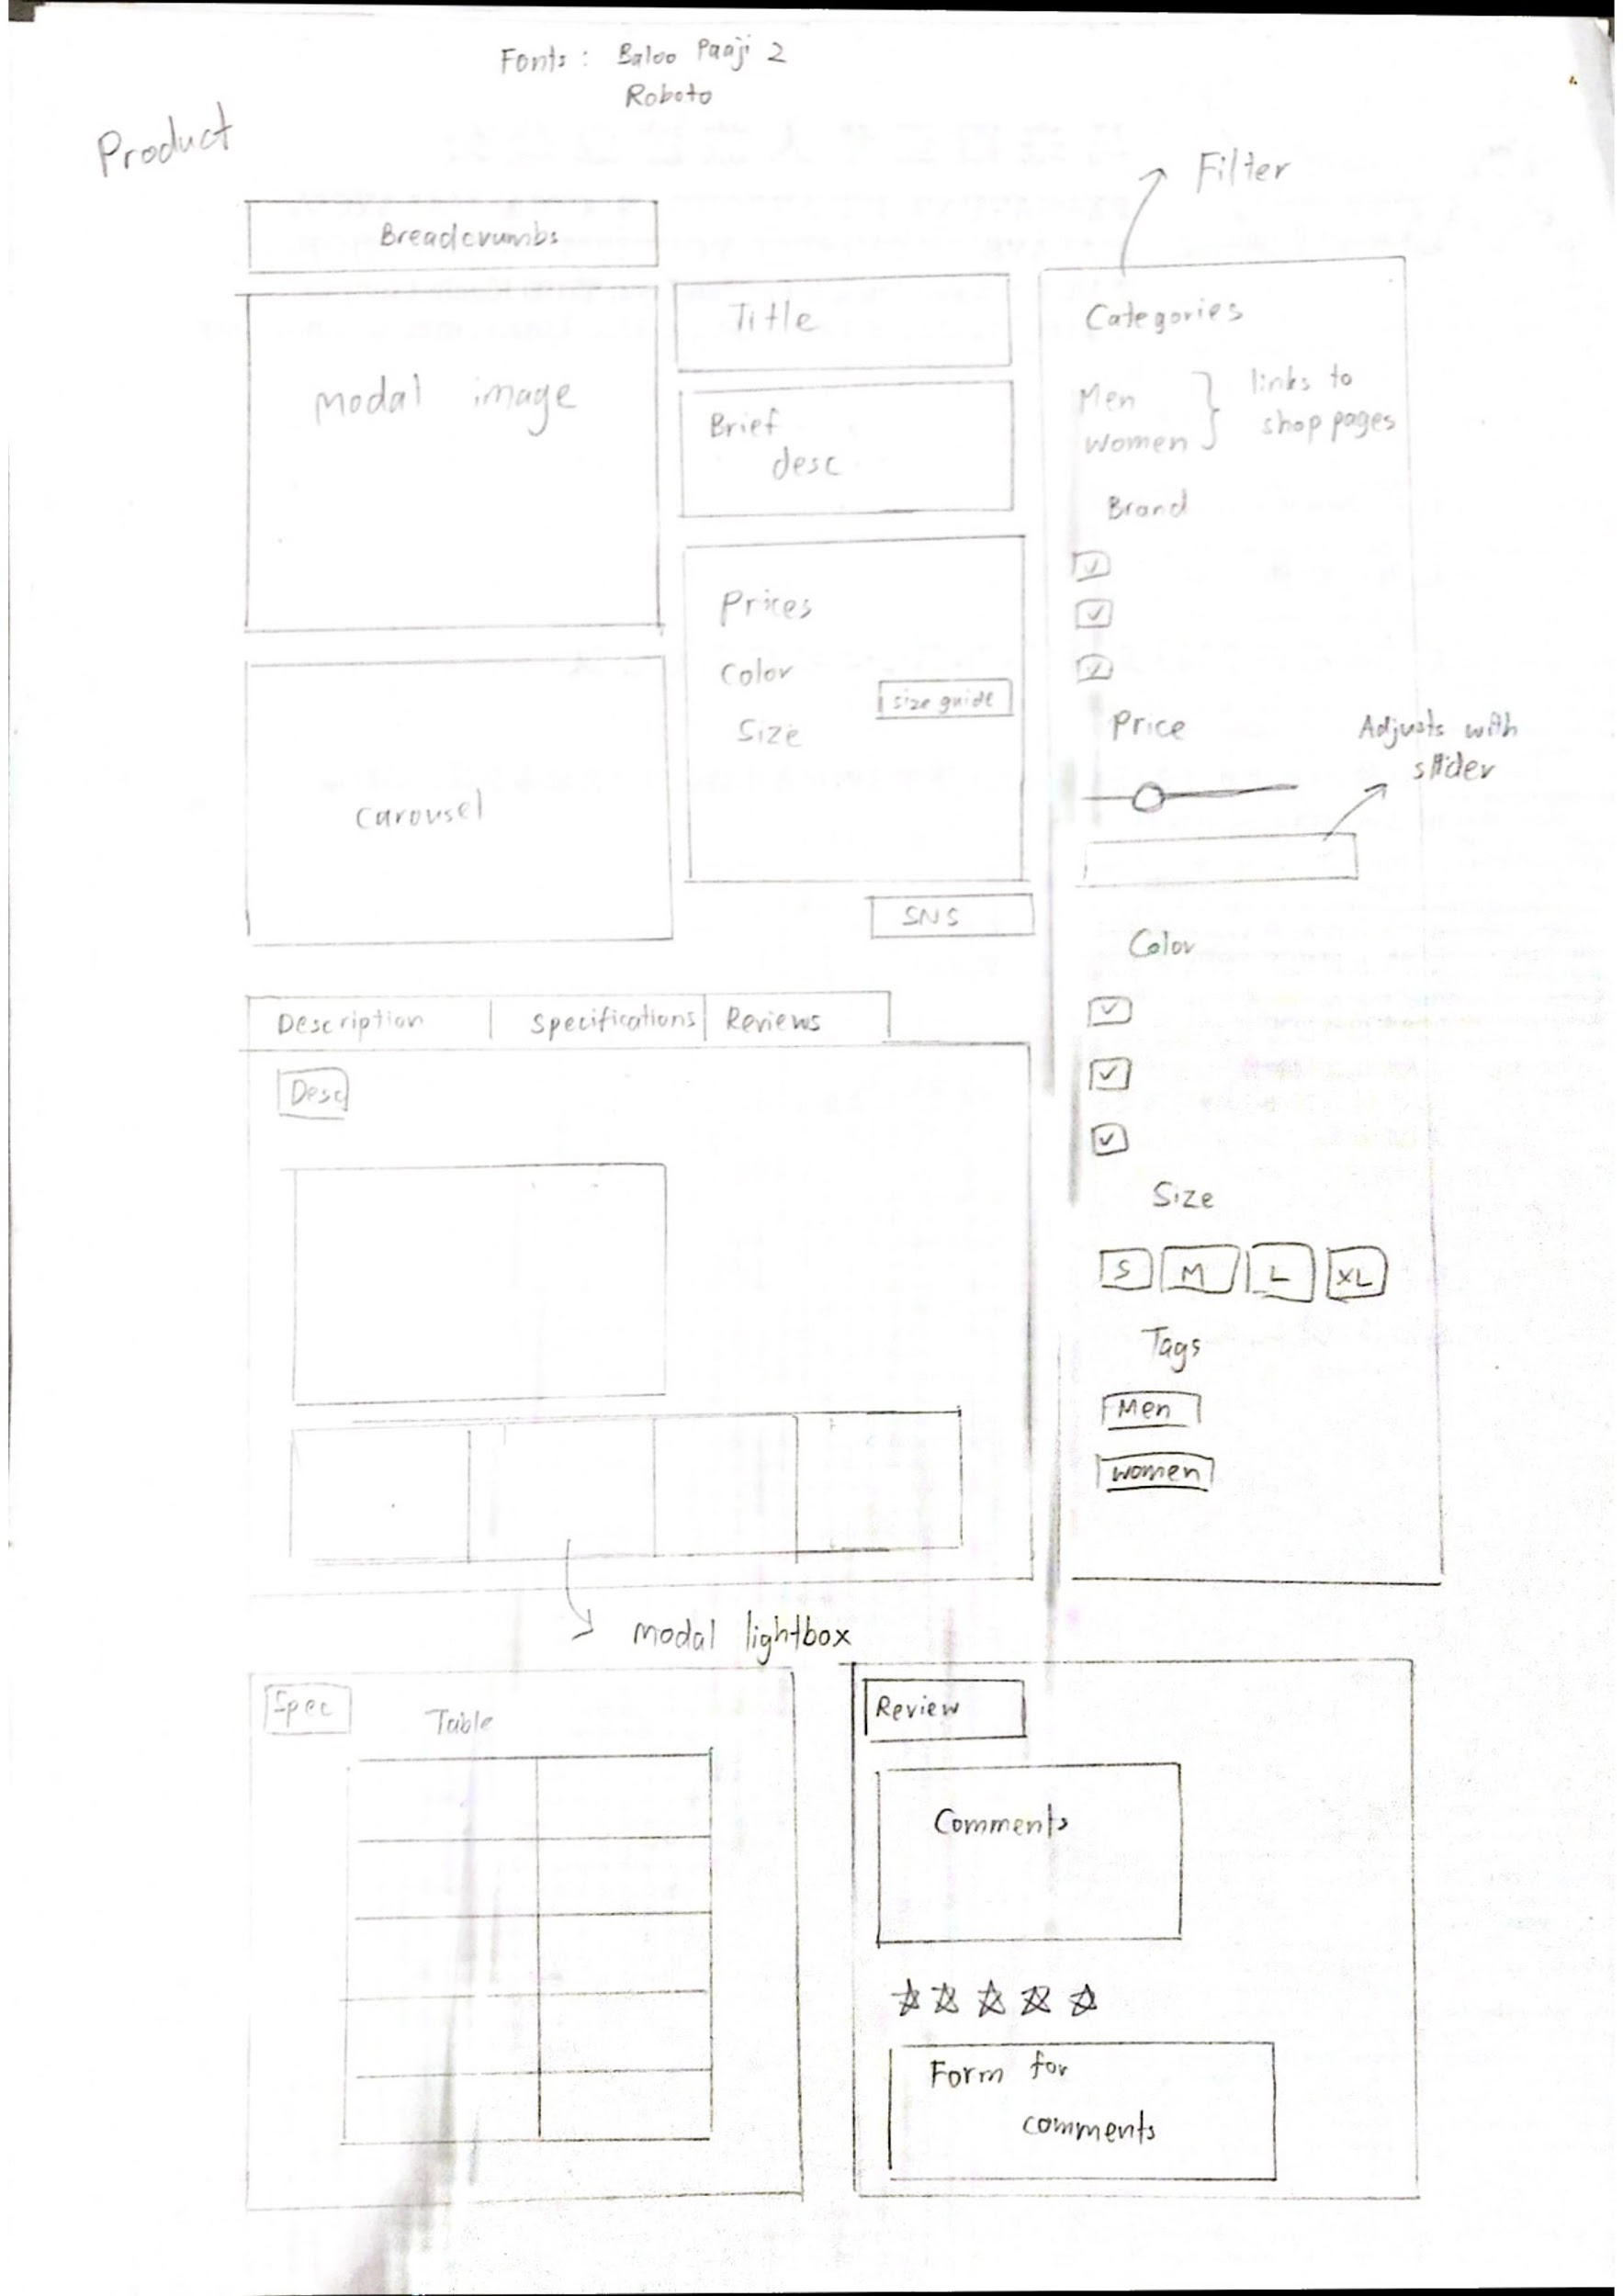 Fonts : Baloo Paaji 2
Roboto
Product
Filter
Breadcrumbs
modal image
Title
Brief
desc
Prices
Color
size guide
Size
carousel
SNS
Categories
Men
women
links to
shop pages
Brand
Price
Adjusts with
slider
Color
Size
S M L XL
Tags
Men
women
Description Specifications Reviews
Desc
modal lightbox
Spec
Table
Review
Comments
Form for
comments